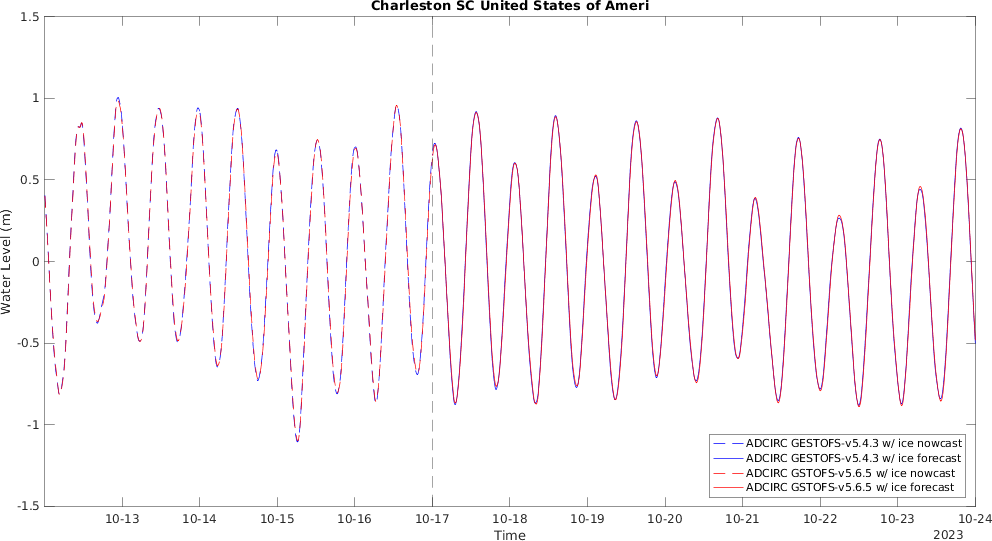 Charleston SC United States of Ameri
1.5
1
0.5
0
-0.5
-1
-1.5
Water Level (m)
ADCIRC GESTOFS-v5.4.3 w/ ice nowcast
ADCIRC GESTOFS-v5.4.3 w/ ice forecast
ADCIRC GSTOFS-v5.6.5 w/ ice nowcast
ADCIRC GSTOFS-v5.6.5 w/ ice forecast
10-13 10-14 10-15 10-16 10-17 10-18 10-19 10-20 10-21 10-22 10-23 10-24
Time
2023